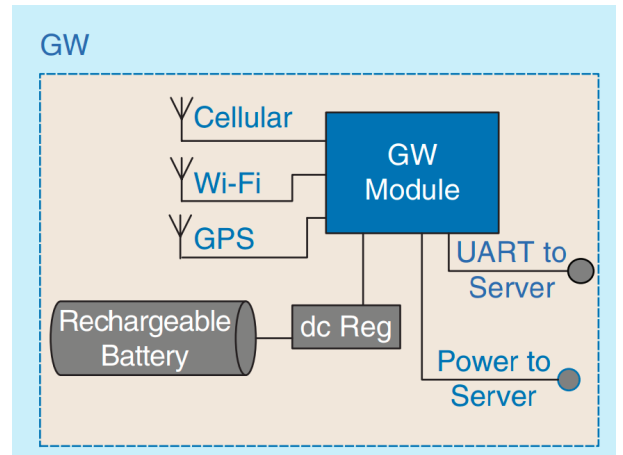 GW
Cellular
GW
Module
Wi-Fi
GPS
UART to
Server
Rechargeable
Battery
dc Reg
Power to
Server